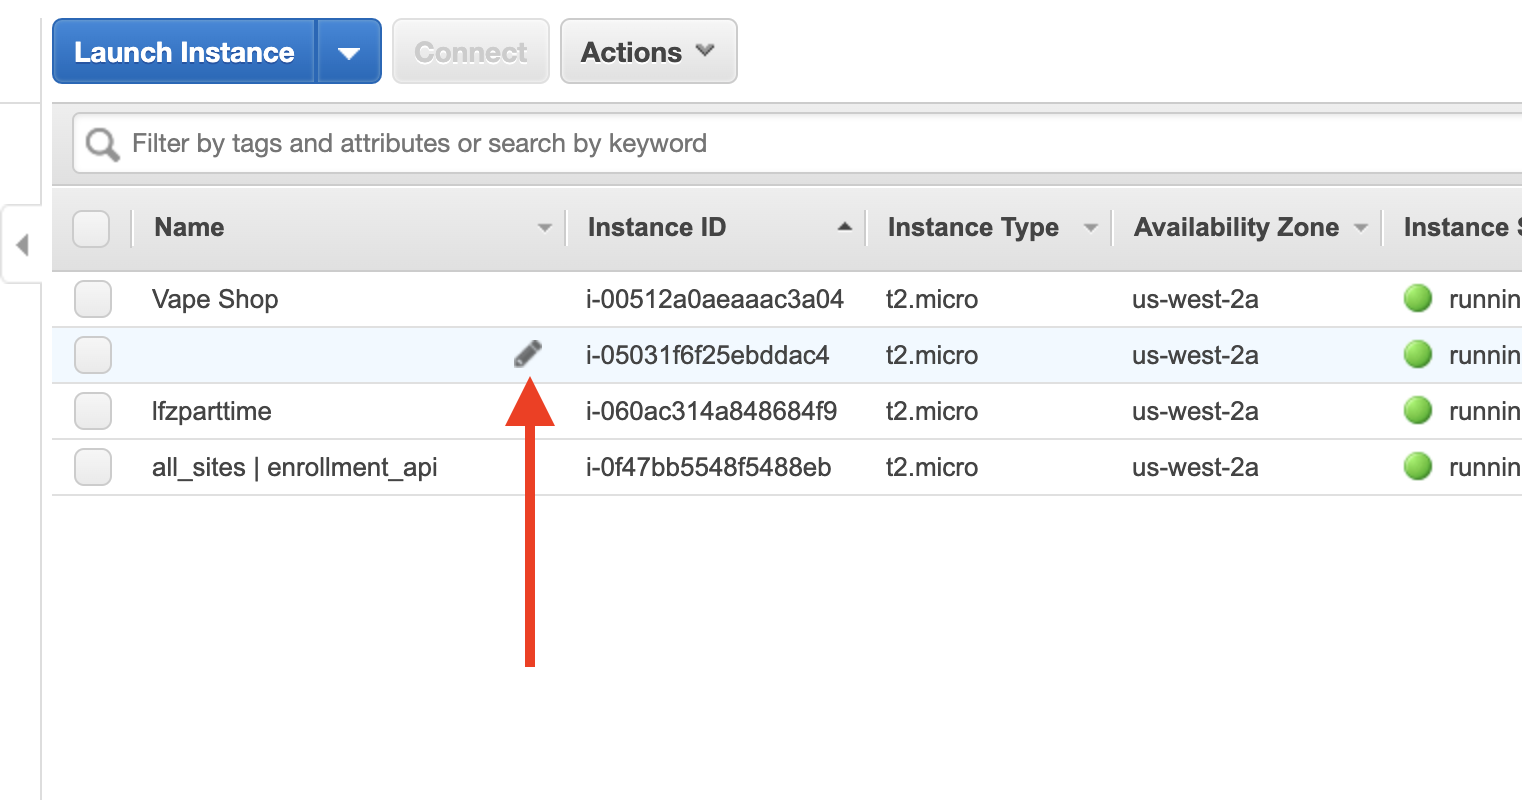 Launch Instance Connect Actions
Filter by tags and attributes or search by keyword
Name Instance ID Instance Type Availability Zone Instance S
Vape Shop i-00512a0aeaaac3a04 t2.micro us-west-2a runnin
i-05031f6f25ebddac4 t2.micro us-west-2a runnin
lfzparttime i-060ac314a848684f9 t2.micro us-west-2a runnin
all_sites | enrollment_api i-0f47bb5548f5488eb t2.micro us-west-2a runnin